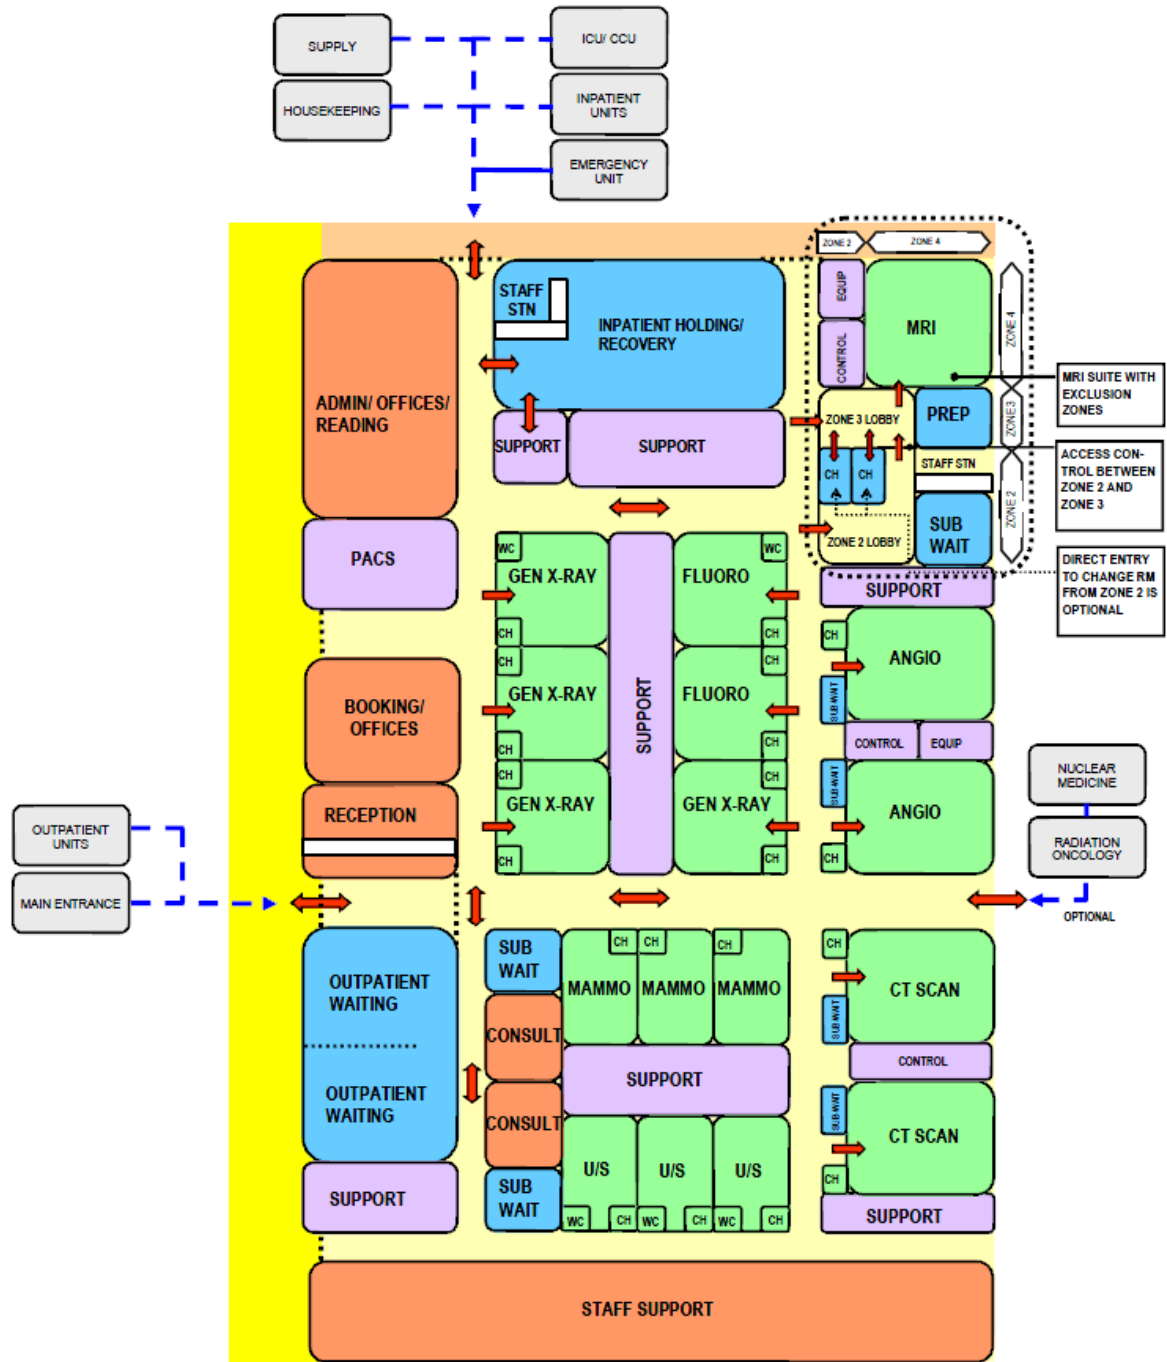 SUPPLY
ICU/ CCU
HOUSEKEEPING
INPATIENT
UNITS
EMERGENCY
UNIT
ZONE 2
ZONE 4
STAFF
STN
INPATIENT HOLDING/
RECOVERY
EQUIP
CONTROL
MRI
ZONE 4
ADMIN/ OFFICES/
READING
MRI SUITE WITH
EXCLUSION
ZONES
SUPPORT
SUPPORT
ZONE 3 LOBBY
PREP
ZONE3
CH
CH
STAFF STN
ACCESS CON-
TROL BETWEEN
ZONE 2 AND
ZONE 3
ZONE 2
SUB
WAIT
ZONE 2 LOBBY
PACS
WC
GEN X-RAY
CH
FLUORO
WC
CH
SUPPORT
DIRECT ENTRY
TO CHANGE RM
FROM ZONE 2 IS
OPTIONAL
SUPPORT
CH
ANGIO
SUB-WAIT
BOOKING/
OFFICES
CH
GEN X-RAY
CH
FLUORO
CH
CH
CONTROL
EQUIP
RECEPTION
CH
GEN X-RAY
CH
GEN X-RAY
CH
CH
SUB-WAIT
ANGIO
CH
NUCLEAR
MEDICINE
RADIATION
ONCOLOGY
OPTIONAL
OUTPATIENT
UNITS
MAIN ENTRANCE
OUTPATIENT
WAITING
OUTPATIENT
WAITING
SUPPORT
SUB
WAIT
CONSULT
CONSULT
SUB
WAIT
CH
CH
CH
MAMMO
MAMMO
MAMMO
SUPPORT
U/S
U/S
U/S
WC
CH
WC
CH
WC
CH
CH
CT SCAN
SUB-WAIT
CONTROL
SUB-WAIT
CT SCAN
CH
SUPPORT
STAFF SUPPORT